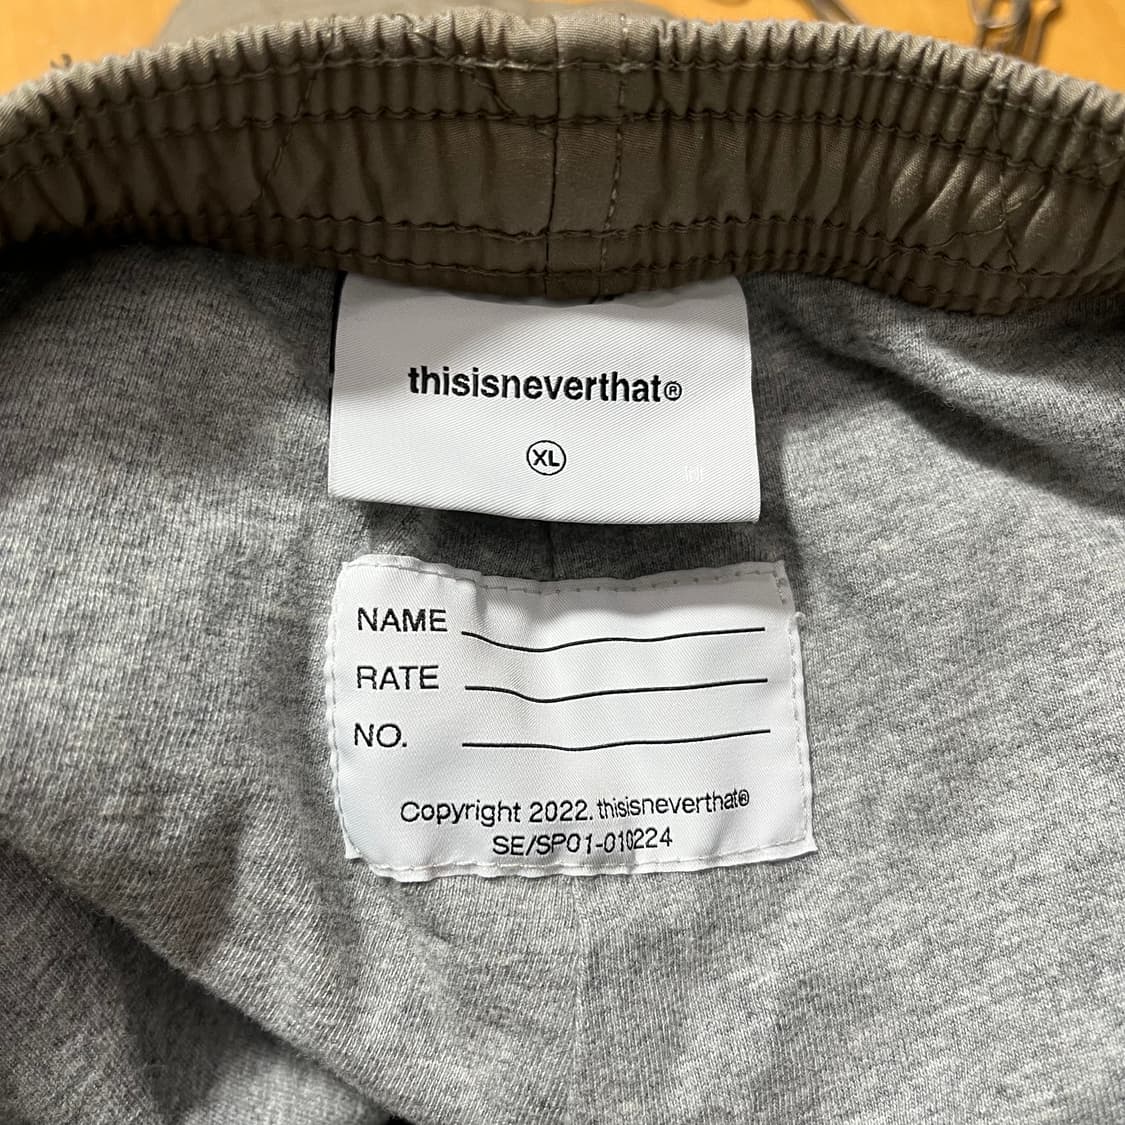 thisisneverthat®
XL
NAME
RATE
NO.
Copyright 2022. thisisneverthat®
SE/SP01-010224